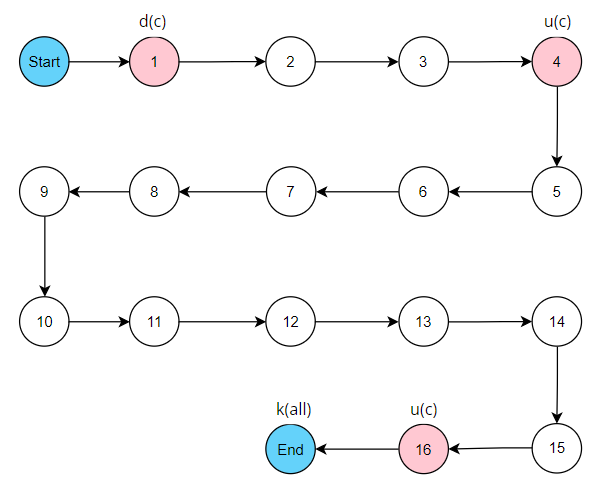 d(c) u(c)
Start 1 2 3 4
9 8 7 6 5
10 11 12 13 14
k(all) u(c)
End 16 15